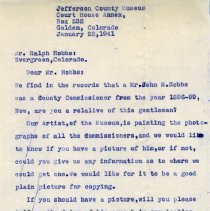 Jefferson County Museum
Court House Annex,
Box 232
Golden, Colorado
January 28, 1941
Mr. Ralph Hobbs:
Evergreen, Colorado.
Dear Mr. Hobbs:
We find in the records that a Mr. John M. Hobbs
was a County Commissioner from the year 1896-99,
Now, are you a relative of this gentleman?
Our Artist, of the Museum, is painting the photo-
graphs of all the Commissioners, and we would like
to know if you have a picture of him, or if not,
could you give us any information as to where we
could get one. We would like for it to be a good
plain picture for copying.
If you should have a picture, will you please